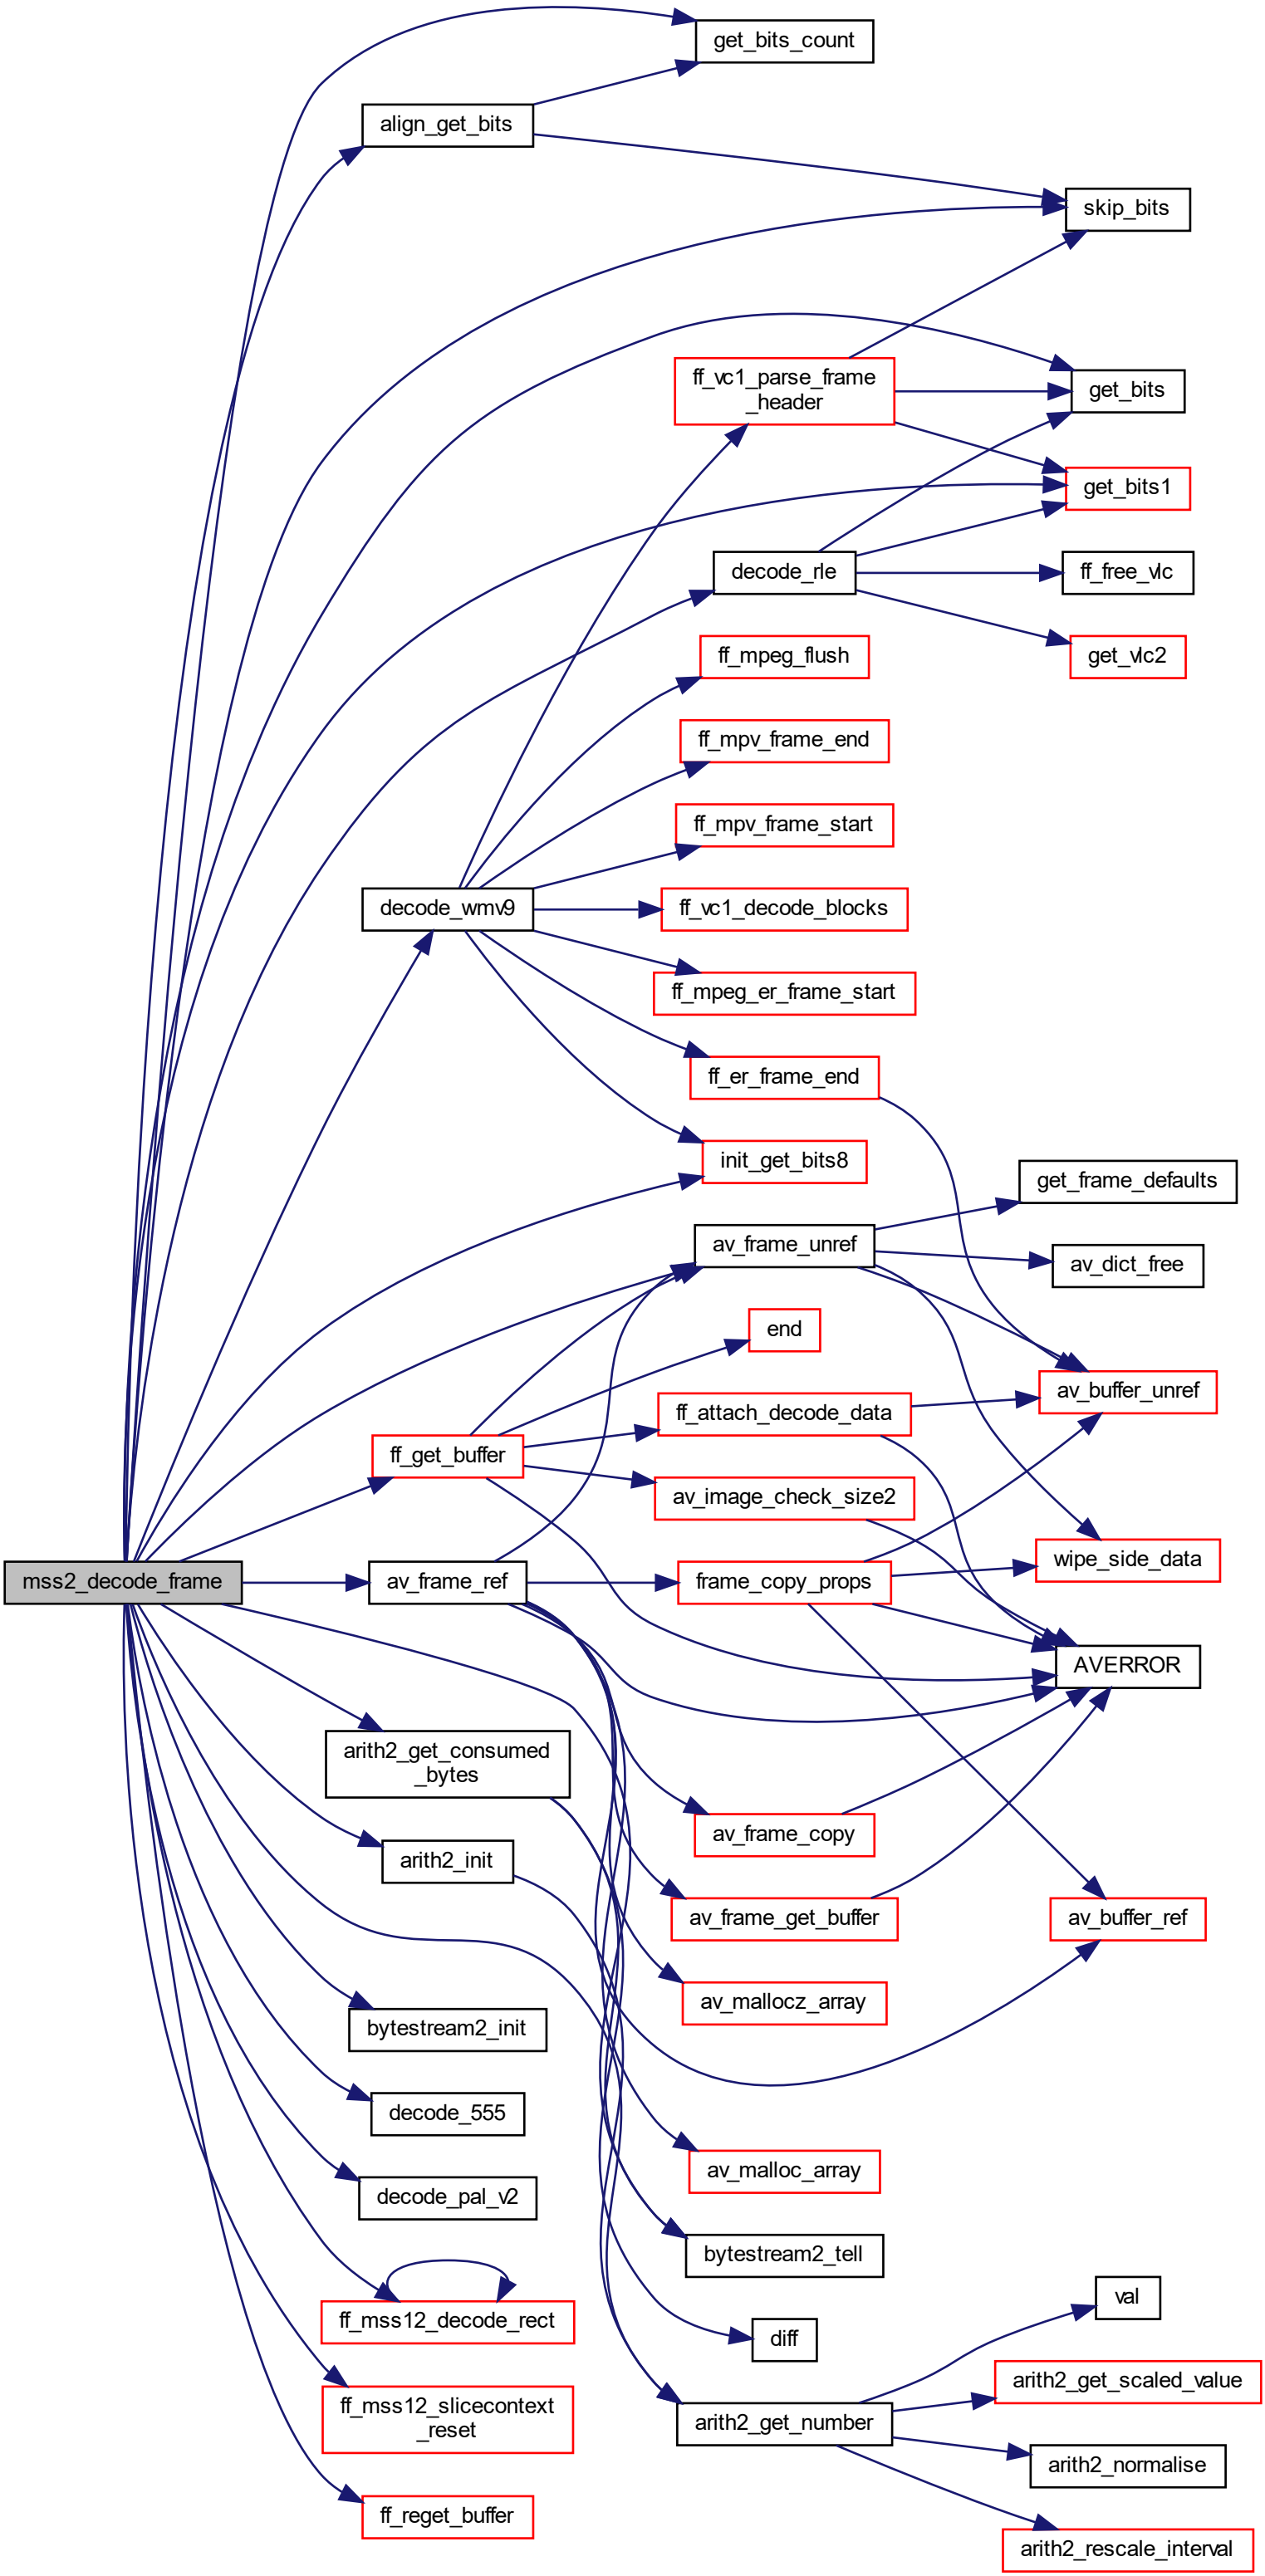 get_bits_count
align_get_bits
skip_bits
ff_vc1_parse_frame
_header
get_bits
get_bits1
decode_rle
ff_free_vlc
get_vlc2
ff_mpeg_flush
ff_mpv_frame_end
ff_mpv_frame_start
decode_wmv9
ff_vc1_decode_blocks
ff_mpeg_er_frame_start
ff_er_frame_end
init_get_bits8
get_frame_defaults
av_frame_unref
av_dict_free
end
av_buffer_unref
ff_attach_decode_data
ff_get_buffer
av_image_check_size2
wipe_side_data
mss2_decode_frame
av_frame_ref
frame_copy_props
AVERROR
arith2_get_consumed
_bytes
av_frame_copy
arith2_init
av_frame_get_buffer
av_buffer_ref
av_mallocz_array
bytestream2_init
decode_555
av_malloc_array
decode_pal_v2
bytestream2_tell
val
ff_mss12_decode_rect
diff
arith2_get_scaled_value
ff_mss12_slicecontext
_reset
arith2_get_number
arith2_normalise
ff_reget_buffer
arith2_rescale_interval